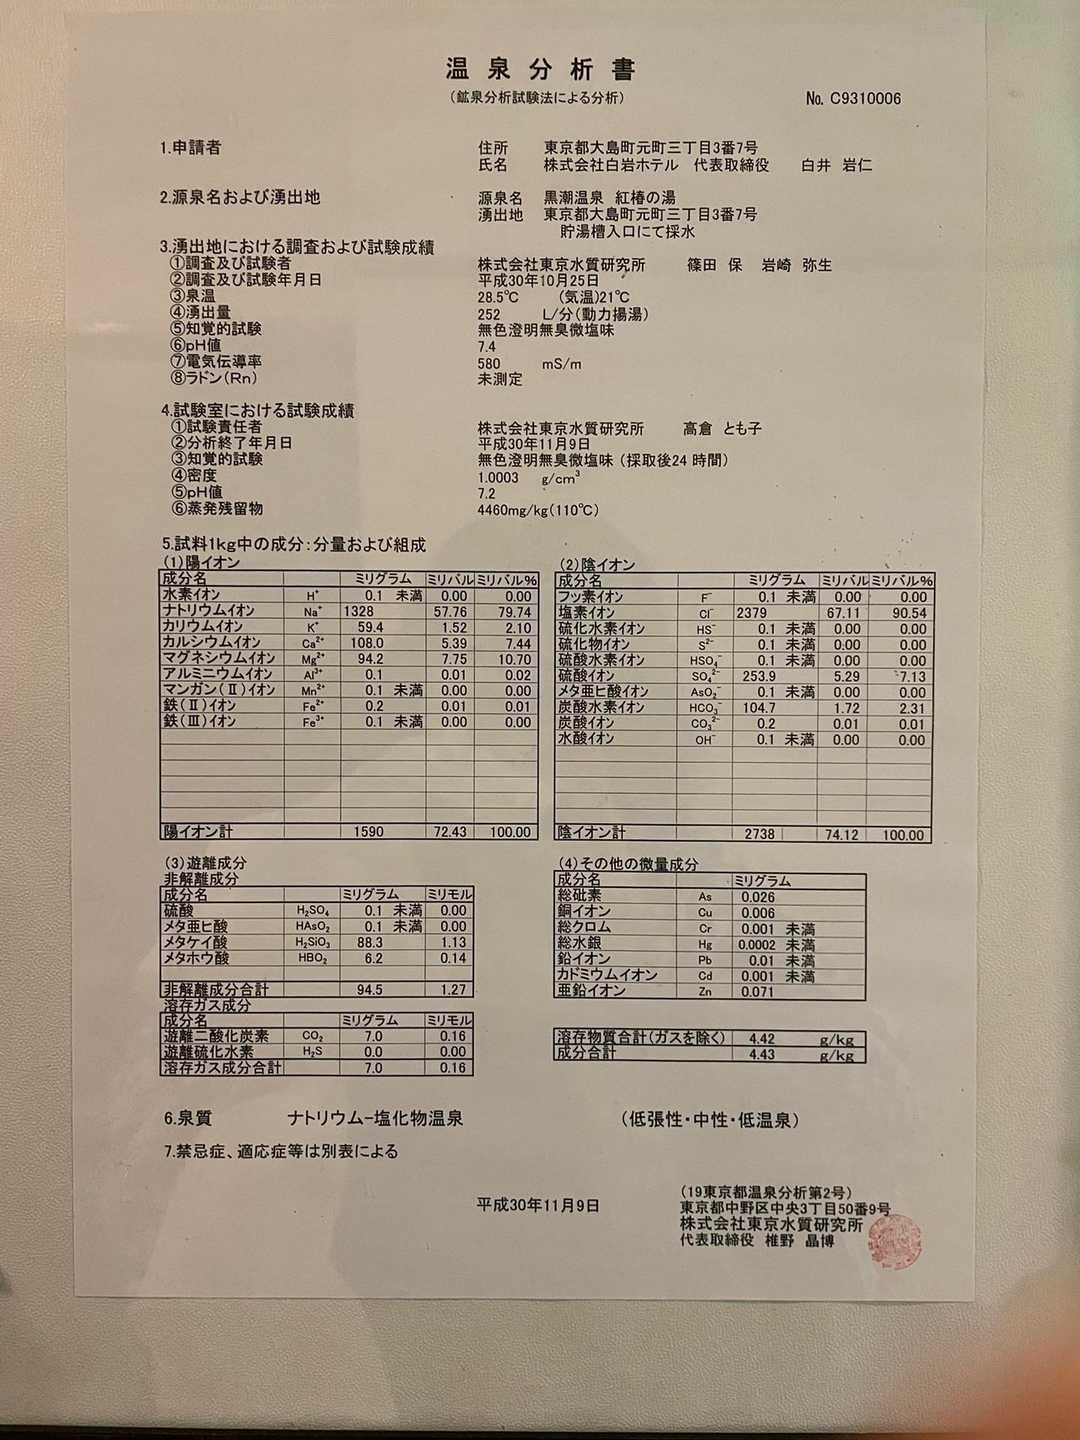 温泉分析書
(鉱泉分析試験法による分析) № C9310006
1.申請者 住所 東京都大島町元町三丁目3番7号
氏名 株式会社白岩ホテル 代表取締役 白井 岩仁
2.源泉名および湧出地 源泉名 黒潮温泉 紅椿の湯
湧出地 東京都大島町元町三丁目3番7号
貯湯槽入口にて採水
3.湧出地における調査および試験成績
①調査及び試験者 株式会社東京水質研究所 篠田 保 岩崎 弥生
②調査及び試験年月日 平成30年10月25日
③泉温 28.5℃ (気温)21℃
④湧出量 252 L/分(動力揚湯)
⑤知覚的試験 無色澄明無臭微塩味
⑥pH値 7.4
⑦電気伝導率 580 mS/m
⑧ラドン(Rn) 未測定
4.試験室における試験成績
①試験責任者 株式会社東京水質研究所 高倉 とも子
②分析終了年月日 平成30年11月9日
③知覚的試験 無色澄明無臭微塩味 (採取後24 時間)
④密度 1.0003 g/cm³
⑤pH値 7.2
⑥蒸発残留物 4460mg/kg(110℃)
5.試料1kg中の成分:分量および組成
(1)陽イオン
成分名 ミリグラム ミリバル ミリバル%
水素イオン H⁺ 0.1 未満 0.00 0.00
ナトリウムイオン Na⁺ 1328 57.76 79.74
カリウムイオン K⁺ 59.4 1.52 2.10
カルシウムイオン Ca²⁺ 108.0 5.39 7.44
マグネシウムイオン Mg²⁺ 94.2 7.75 10.70
アルミニウムイオン Al³⁺ 0.1 0.01 0.02
マンガン(Ⅱ)イオン Mn²⁺ 0.1 未満 0.00 0.00
鉄(Ⅱ)イオン Fe²⁺ 0.2 0.01 0.01
鉄(Ⅲ)イオン Fe³⁺ 0.1 未満 0.00 0.00
陽イオン計 1590 72.43 100.00
(2)陰イオン
成分名 ミリグラム ミリバル ミリバル%
フッ素イオン F⁻ 0.1 未満 0.00 0.00
塩素イオン Cl⁻ 2379 67.11 90.54
硫化水素イオン HS⁻ 0.1 未満 0.00 0.00
硫化物イオン S²⁻ 0.1 未満 0.00 0.00
硫酸水素イオン HSO₄⁻ 0.1 未満 0.00 0.00
硫酸イオン SO₄²⁻ 253.9 5.29 7.13
メタ亜ヒ酸イオン AsO₂⁻ 0.1 未満 0.00 0.00
炭酸水素イオン HCO₃⁻ 104.7 1.72 2.31
炭酸イオン CO₃²⁻ 0.2 0.01 0.01
水酸イオン OH⁻ 0.1 未満 0.00 0.00
陰イオン計 2738 74.12 100.00
(3)遊離成分
非解離成分
成分名 ミリグラム ミリモル
硫酸 H₂SO₄ 0.1 未満 0.00
メタ亜ヒ酸 HAsO₂ 0.1 未満 0.00
メタケイ酸 H₂SiO₃ 88.3 1.13
メタホウ酸 HBO₂ 6.2 0.14
非解離成分合計 94.5 1.27
溶存ガス成分
成分名 ミリグラム ミリモル
遊離二酸化炭素 CO₂ 7.0 0.16
遊離硫化水素 H₂S 0.0 0.00
溶存ガス成分合計 7.0 0.16
(4)その他の微量成分
成分名 ミリグラム
総砒素 As 0.026
銅イオン Cu 0.006
総クロム Cr 0.001 未満
総水銀 Hg 0.0002 未満
鉛イオン Pb 0.01 未満
カドミウムイオン Cd 0.001 未満
亜鉛イオン Zn 0.071
溶存物質合計(ガスを除く) 4.42 g/kg
成分合計 4.43 g/kg
6.泉質 ナトリウム-塩化物温泉 (低張性・中性・低温泉)
7.禁忌症、適応症等は別表による
平成30年11月9日
(19東京都温泉分析第2号)
東京都中野区中央3丁目50番9号
株式会社東京水質研究所
代表取締役 椎野 晶博